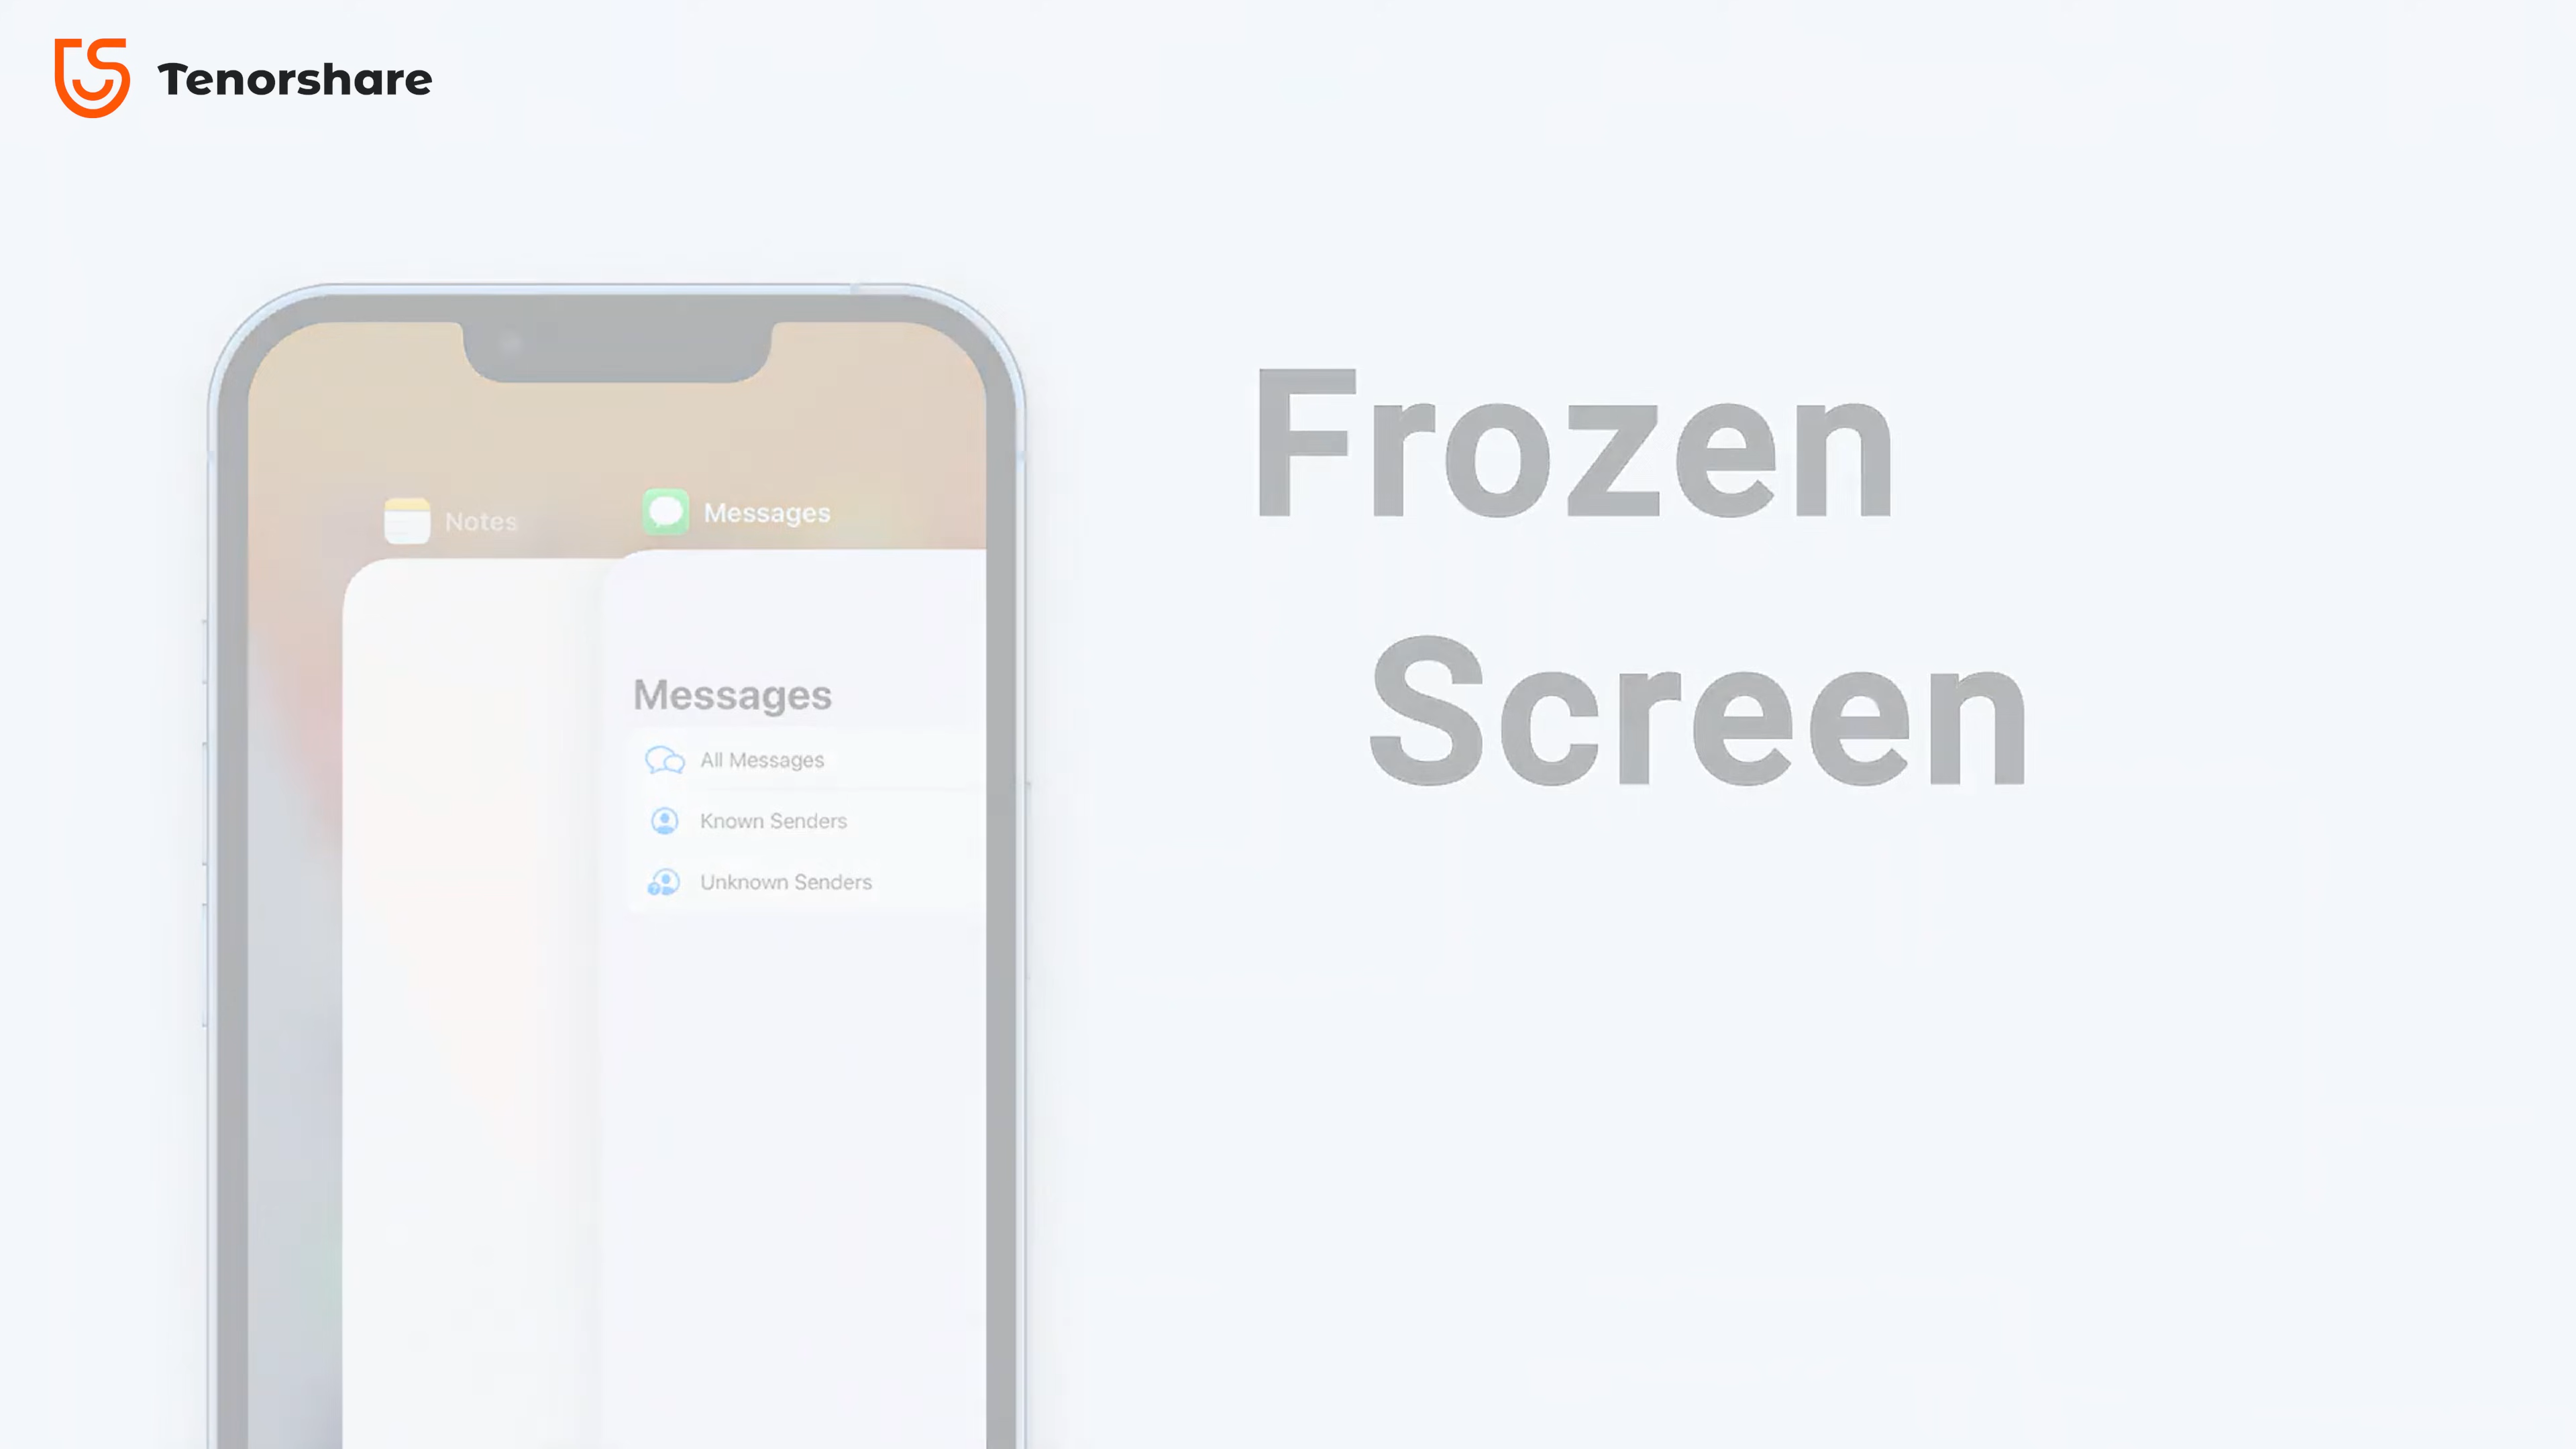 Tenorshare
Frozen
Screen
Notes
Messages
Messages
All Messages
Known Senders
Unknown Senders